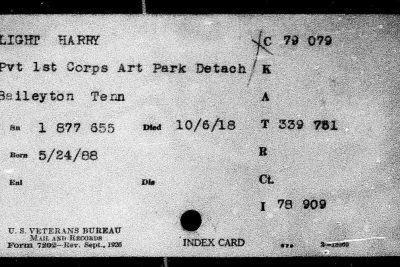 LIGHT HARRY C 79 079
Pvt 1st Corps Art Park Detach K
Baileyton Tenn A
Sn 1 877 655 Died 10/6/18 T 339 751
Born 5/24/88 R
Enl Dis Ct.
I 78 909
U. S. VETERANS BUREAU
MAIL AND RECORDS
Form 7202—Rev. Sept., 1926 INDEX CARD